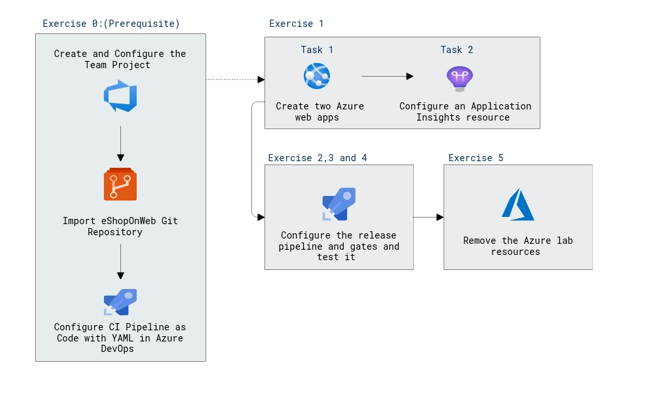 Exercise 0:(Prerequisite)
Create and Configure the
Team Project
Import eShopOnWeb Git
Repository
Configure CI Pipeline as
Code with YAML in Azure
DevOps
Exercise 1
Task 1
Create two Azure
web apps
Task 2
Configure an Application
Insights resource
Exercise 2,3 and 4
Configure the release
pipeline and gates and
test it
Exercise 5
Remove the Azure lab
resources